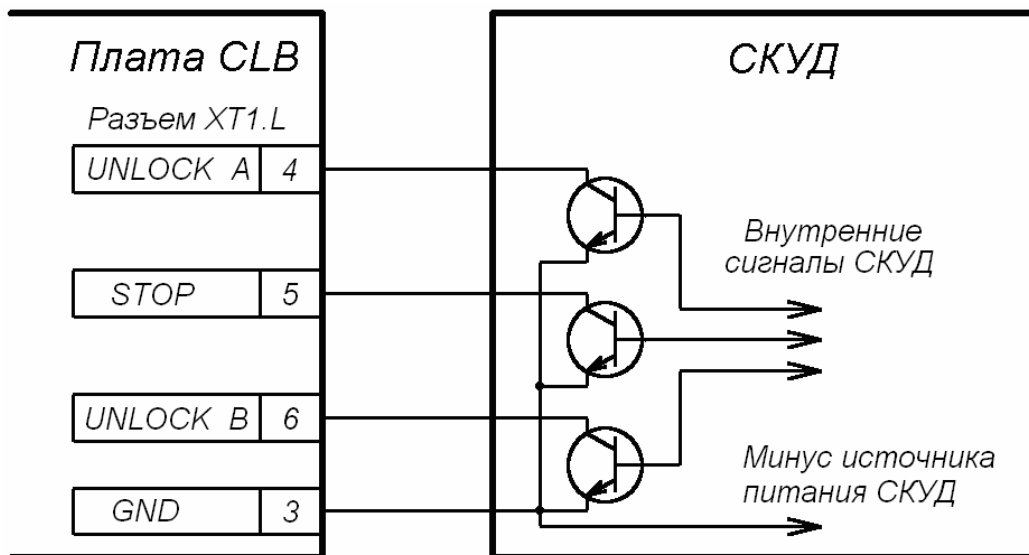 Плата CLB
СКУД
Разъем XT1.L
UNLOCK A 4
STOP 5
UNLOCK B 6
GND 3
Внутренние
сигналы СКУД
Минус источника
питания СКУД